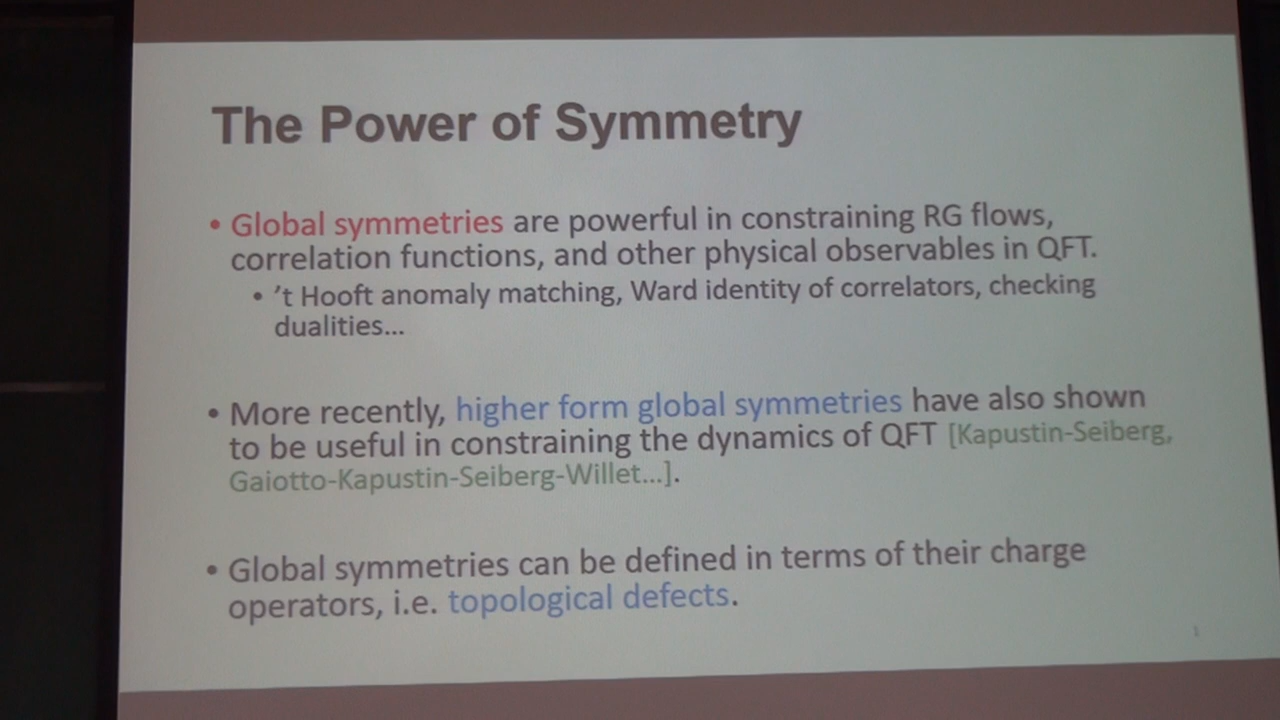 The Power of Symmetry
• Global symmetries are powerful in constraining RG flows,
correlation functions, and other physical observables in QFT.
• ’t Hooft anomaly matching, Ward identity of correlators, checking
dualities...
• More recently, higher form global symmetries have also shown
to be useful in constraining the dynamics of QFT [Kapustin-Seiberg,
Gaiotto-Kapustin-Seiberg-Willet...].
• Global symmetries can be defined in terms of their charge
operators, i.e. topological defects.
1